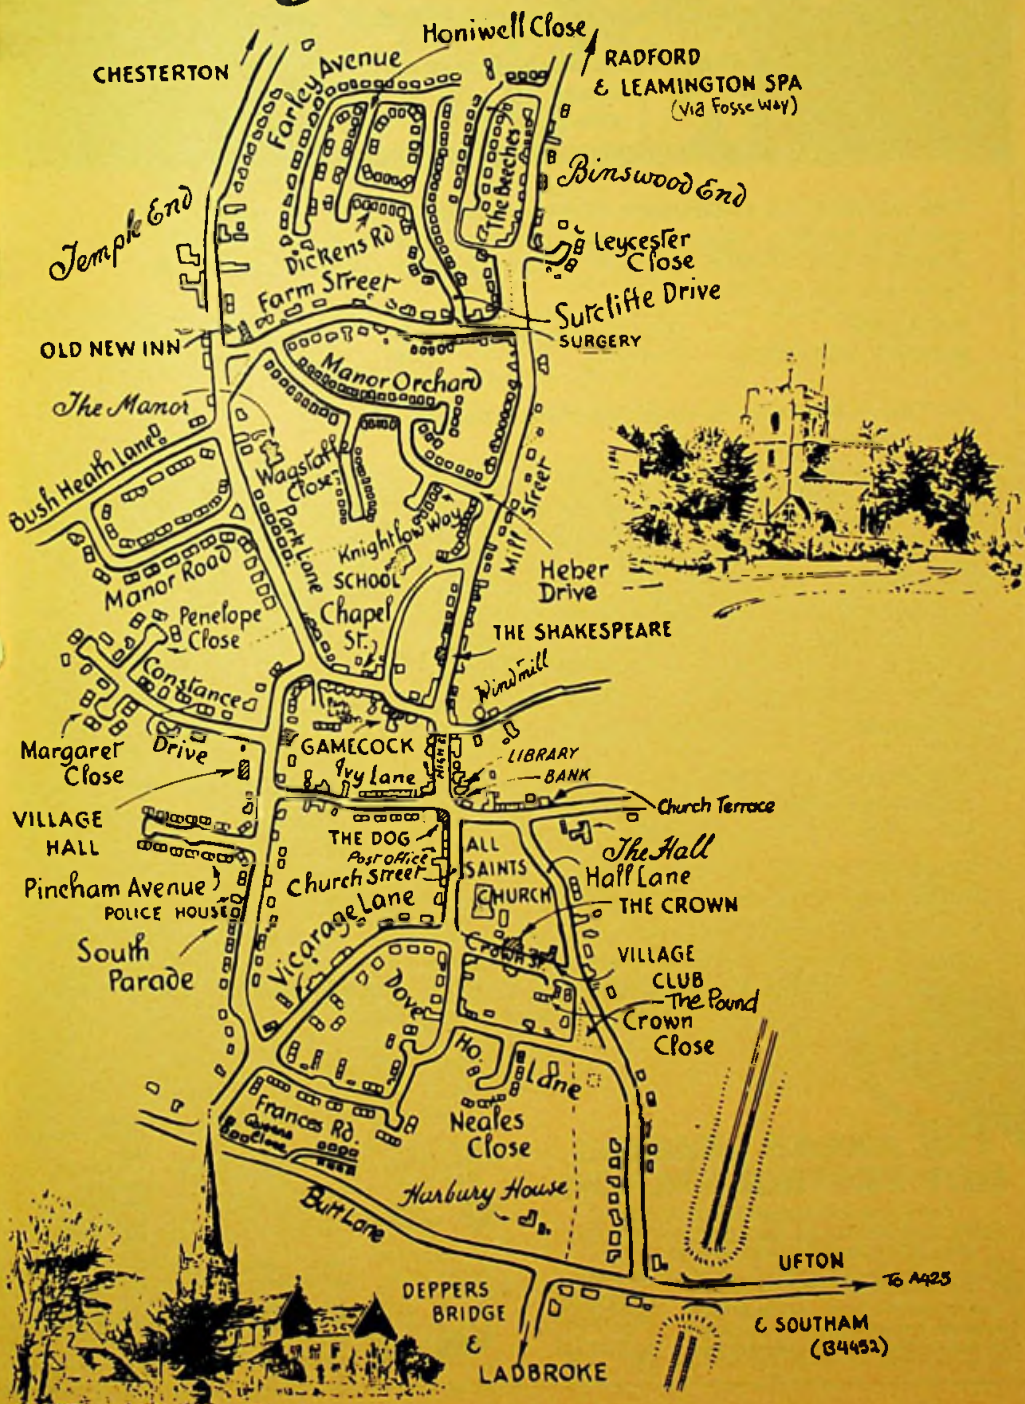 Honiwell Close
CHESTERTON
Farley Avenue
RADFORD
& LEAMINGTON SPA
(Via Fosse Way)
The Beeches
Binswood End
Temple End
Dickens Rd
Leycester
Close
Farm Street
Sutcliffe Drive
SURGERY
OLD NEW INN
Manor Orchard
The Manor
Wagstaffe
Close
Bush Heath Lane
Park Lane
Knightlow Way
SCHOOL
Mill Street
Heber
Drive
Manor Road
Penelope
Close
Chapel
St.
THE SHAKESPEARE
Constance
Drive
Windmill
Margaret
Close
GAMECOCK
HIGH ST
LIBRARY
BANK
Ivy Lane
Church Terrace
VILLAGE
HALL
THE DOG
Post office
Church Street
ALL
SAINTS
CHURCH
The Hall
Hall Lane
Pincham Avenue
POLICE HOUSE
THE CROWN
Vicarage Lane
South
Parade
Crown St.
VILLAGE
CLUB
The Pound
Crown
Close
Dove
HO.
Lane
Neales
Close
Frances Rd.
Queens
Close
Harbury House
Butt Lane
UFTON
To A425
DEPPERS
BRIDGE
&
LADBROKE
& SOUTHAM
(B4452)